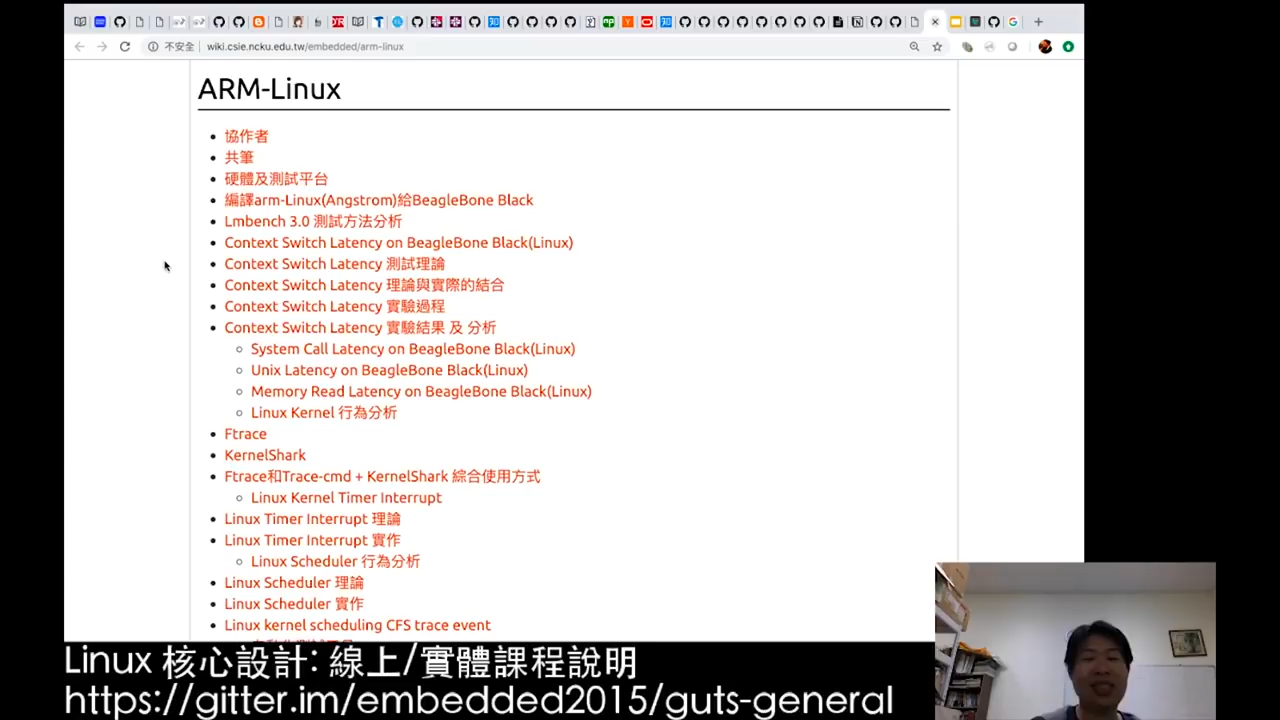 不安全
wiki.csie.ncku.edu.tw/embedded/arm-linux
ARM-Linux
協作者
共筆
硬體及測試平台
編譯arm-Linux(Angstrom)給BeagleBone Black
Lmbench 3.0 測試方法分析
Context Switch Latency on BeagleBone Black(Linux)
Context Switch Latency 測試理論
Context Switch Latency 理論與實際的結合
Context Switch Latency 實驗過程
Context Switch Latency 實驗結果 及 分析
System Call Latency on BeagleBone Black(Linux)
Unix Latency on BeagleBone Black(Linux)
Memory Read Latency on BeagleBone Black(Linux)
Linux Kernel 行為分析
Ftrace
KernelShark
Ftrace和Trace-cmd + KernelShark 綜合使用方式
Linux Kernel Timer Interrupt
Linux Timer Interrupt 理論
Linux Timer Interrupt 實作
Linux Scheduler 行為分析
Linux Scheduler 理論
Linux Scheduler 實作
Linux kernel scheduling CFS trace event
Linux 核心設計: 線上/實體課程說明
https://gitter.im/embedded2015/guts-general